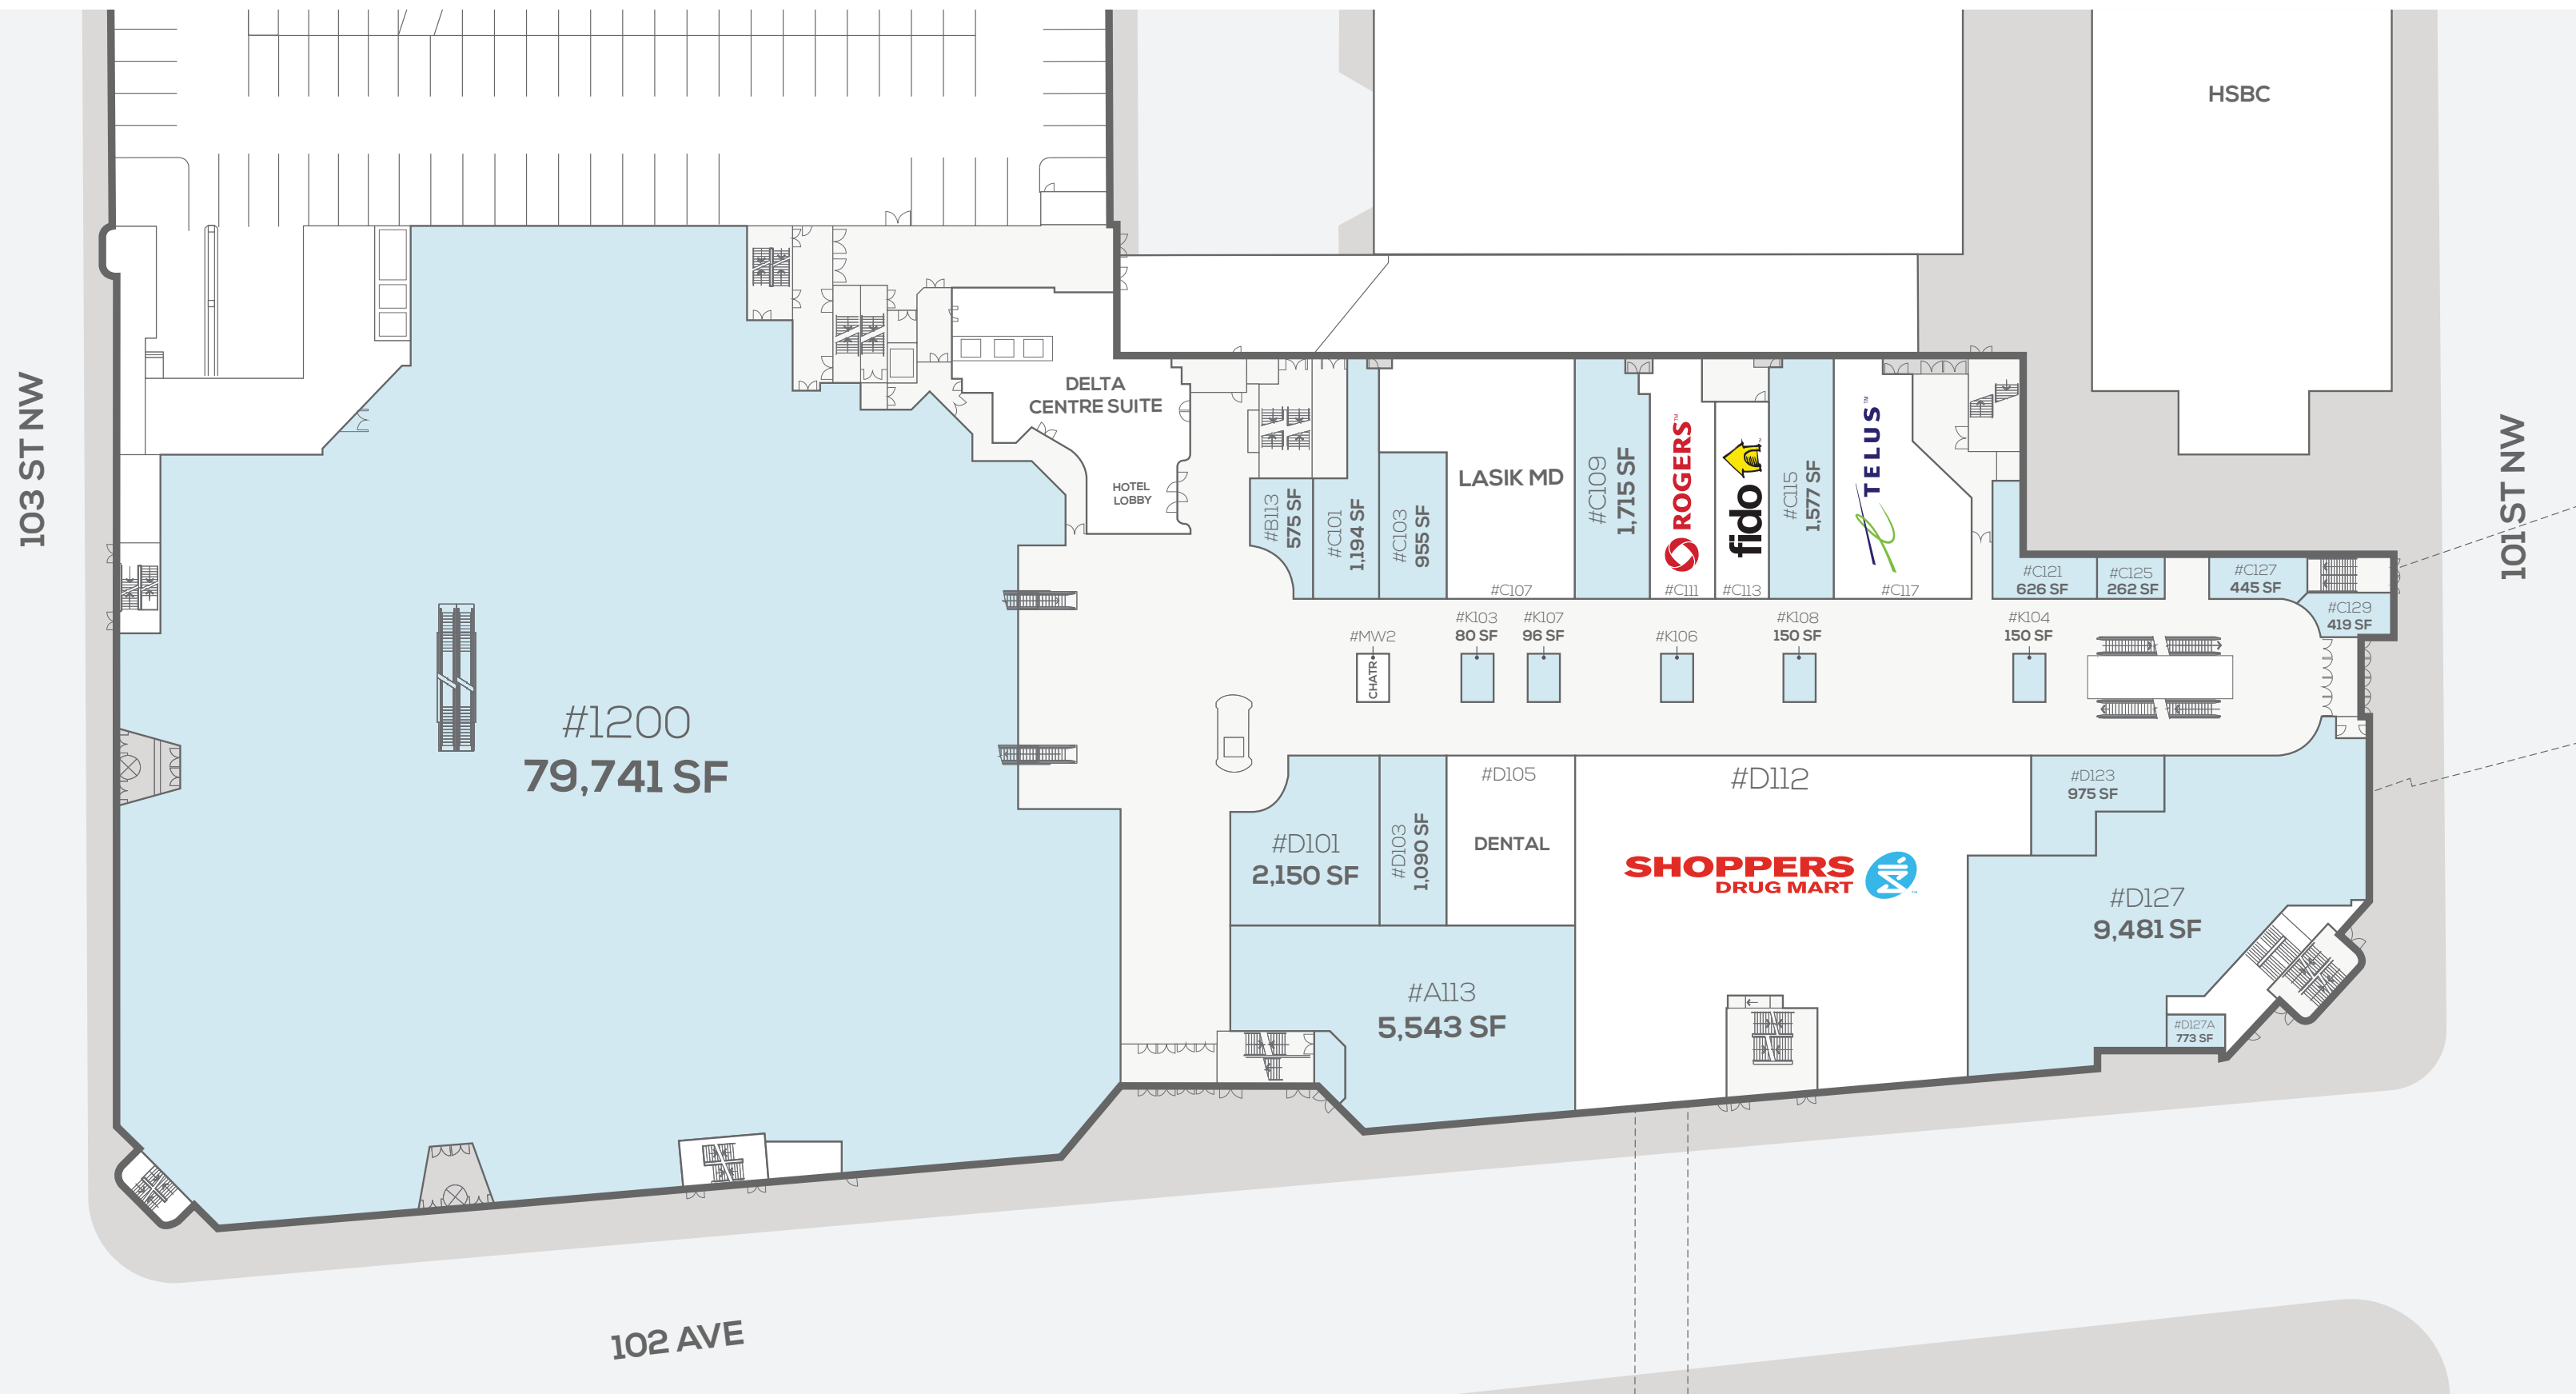 HSBC
103 ST NW
101 ST NW
DELTA
CENTRE SUITE
HOTEL
LOBBY
#B113
575 SF
#C101
1,194 SF
#C103
955 SF
LASIK MD
#C107
#C109
1,715 SF
ROGERS™
#C111
fido™
#C113
#C115
1,577 SF
TELUS™
#C117
#C121
626 SF
#C125
262 SF
#C127
445 SF
#C129
419 SF
#MW2
CHATR
#K103
80 SF
#K107
96 SF
#K106
#K108
150 SF
#K104
150 SF
#1200
79,741 SF
#D101
2,150 SF
#D103
1,090 SF
#D105
DENTAL
#D112
SHOPPERS
DRUG MART
#D123
975 SF
#D127
9,481 SF
#A113
5,543 SF
#D127A
773 SF
102 AVE